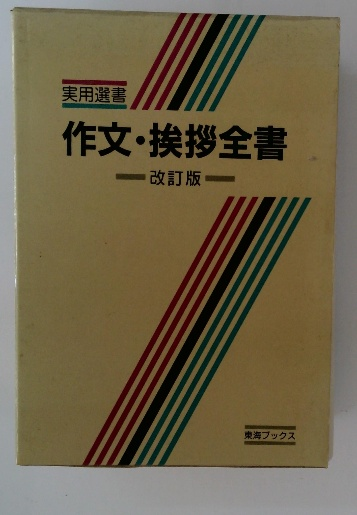 実用選書
作文・挨拶全書
改訂版
東海ブックス